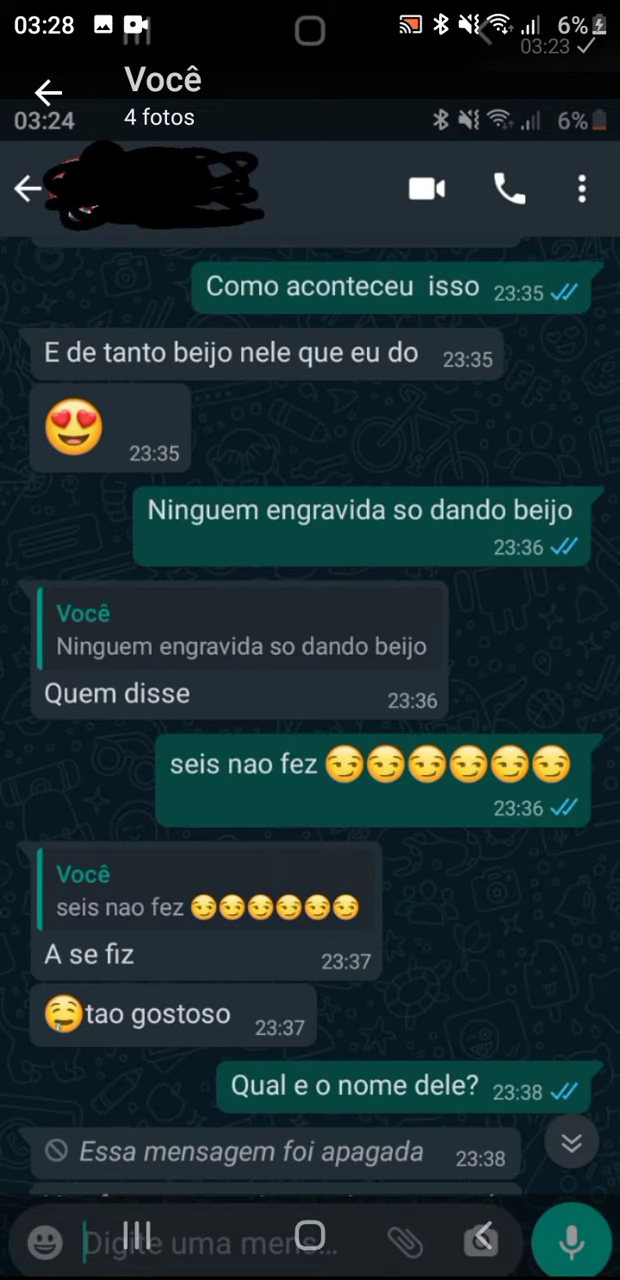 03:28
6%
03:23
Você
4 fotos
03:24
6%
Como aconteceu isso 23:35
E de tanto beijo nele que eu do 23:35
😍 23:35
Ninguem engravida so dando beijo
23:36
Você
Ninguem engravida so dando beijo
Quem disse 23:36
seis nao fez 😏😏😏😏😏😏
23:36
Você
seis nao fez 😏😏😏😏😏😏
A se fiz 23:37
🤤tao gostoso 23:37
Qual e o nome dele? 23:38
Essa mensagem foi apagada 23:38
Digite uma mens...